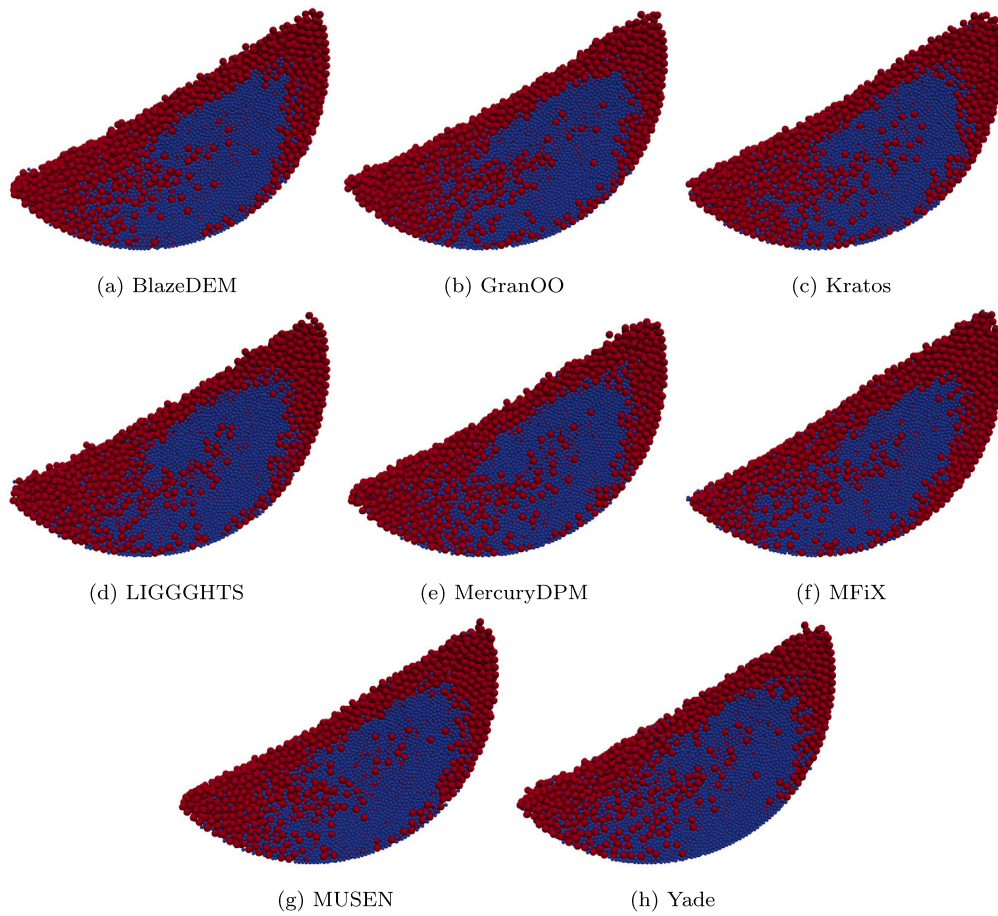 (a) BlazeDEM
(b) GranOO
(c) Kratos
(d) LIGGGHTS
(e) MercuryDPM
(f) MFiX
(g) MUSEN
(h) Yade